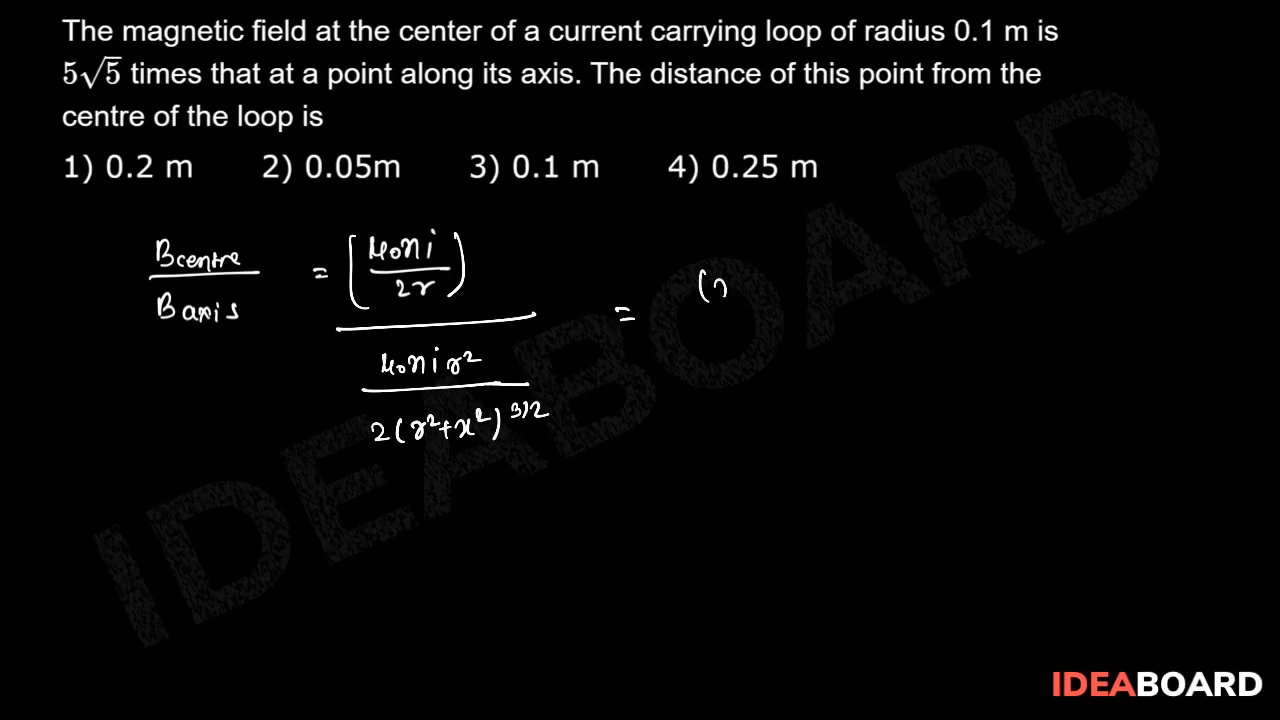 The magnetic field at the center of a current carrying loop of radius 0.1 m is
5√5 times that at a point along its axis. The distance of this point from the
centre of the loop is
1) 0.2 m 2) 0.05m 3) 0.1 m 4) 0.25 m
Bcentre / Baxis = (μ₀ni / 2r) / (μ₀nir² / 2(r²+x²)^3/2) = (
IDEABOARD
IDEABOARD